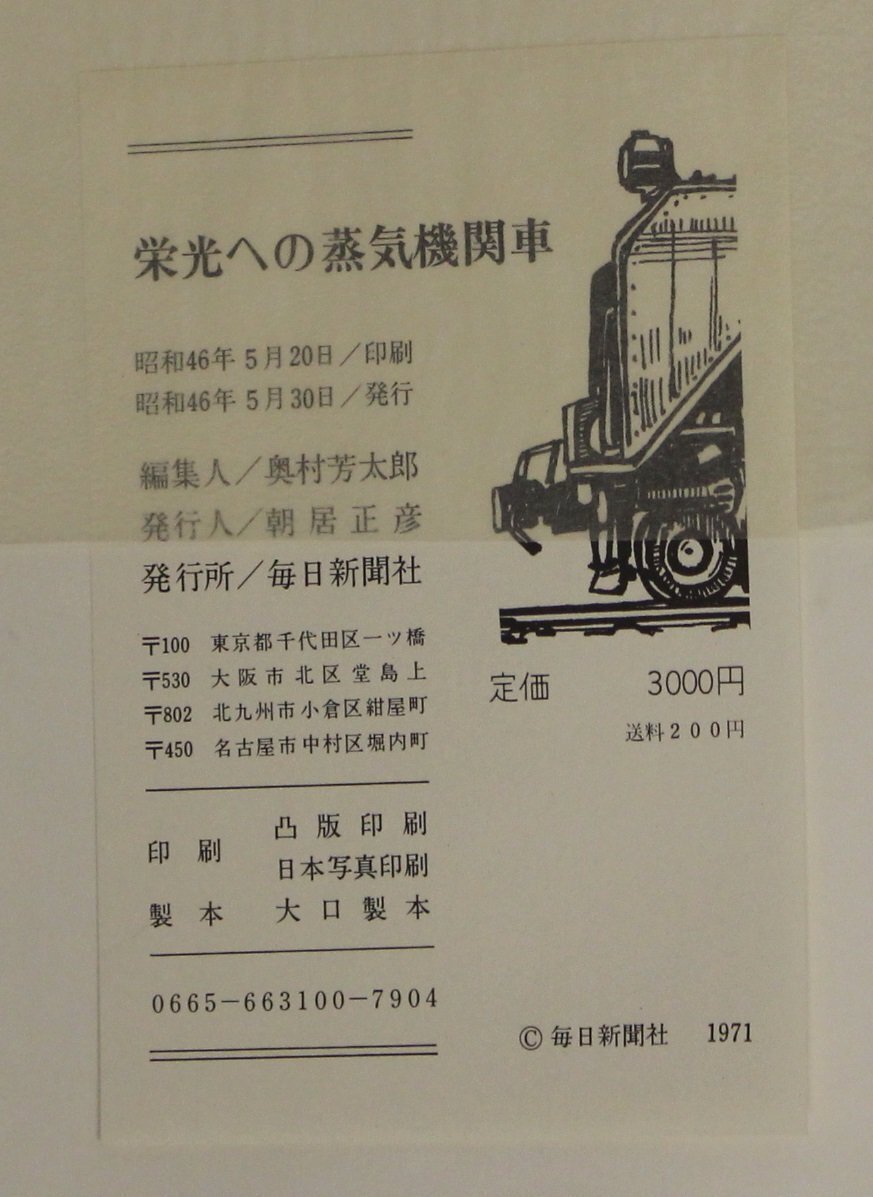 栄光への蒸気機関車
昭和46年 5月20日／印刷
昭和46年 5月30日／発行
編集人／奥村芳太郎
発行人／朝居正彦
発行所／毎日新聞社
〒100 東京都千代田区一ツ橋
〒530 大阪市北区堂島上
〒802 北九州市小倉区紺屋町
〒450 名古屋市中村区堀内町
定価 3000円
送料200円
印刷 凸版印刷
日本写真印刷
製本 大口製本
0665-663100-7904
© 毎日新聞社 1971